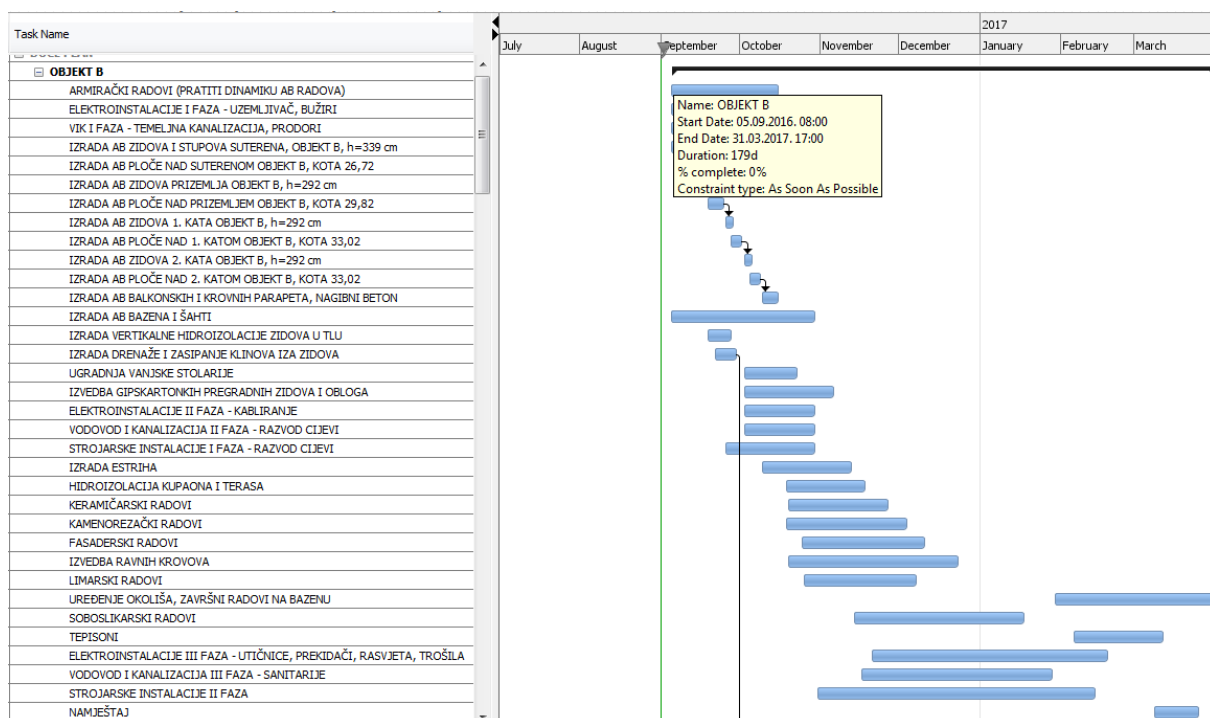 2017
Task Name
July August September October November December January February March
OBJEKT B
ARMIRAČKI RADOVI (PRATITI DINAMIKU AB RADOVA)
ELEKTROINSTALACIJE I FAZA - UZEMLJIVAČ, BUŽIRI
VIK I FAZA - TEMELJNA KANALIZACIJA, PRODORI
IZRADA AB ZIDOVA I STUPOVA SUTERENA, OBJEKT B, h=339 cm
IZRADA AB PLOČE NAD SUTERENOM OBJEKT B, KOTA 26,72
IZRADA AB ZIDOVA PRIZEMLJA OBJEKT B, h=292 cm
IZRADA AB PLOČE NAD PRIZEMLJEM OBJEKT B, KOTA 29,82
IZRADA AB ZIDOVA 1. KATA OBJEKT B, h=292 cm
IZRADA AB PLOČE NAD 1. KATOM OBJEKT B, KOTA 33,02
IZRADA AB ZIDOVA 2. KATA OBJEKT B, h=292 cm
IZRADA AB PLOČE NAD 2. KATOM OBJEKT B, KOTA 33,02
IZRADA AB BALKONSKIH I KROVNIH PARAPETA, NAGIBNI BETON
IZRADA AB BAZENA I ŠAHTI
IZRADA VERTIKALNE HIDROIZOLACIJE ZIDOVA U TLU
IZRADA DRENAŽE I ZASIPANJE KLINOVA IZA ZIDOVA
UGRADNJA VANJSKE STOLARIJE
IZVEDBA GIPSKARTONKIH PREGRADNIH ZIDOVA I OBLOGA
ELEKTROINSTALACIJE II FAZA - KABLIRANJE
VODOVOD I KANALIZACIJA II FAZA - RAZVOD CIJEVI
STROJARSKE INSTALACIJE I FAZA - RAZVOD CIJEVI
IZRADA ESTRIHA
HIDROIZOLACIJA KUPAONA I TERASA
KERAMIČARSKI RADOVI
KAMENOREZAČKI RADOVI
FASADERSKI RADOVI
IZVEDBA RAVNIH KROVOVA
LIMARSKI RADOVI
UREĐENJE OKOLIŠA, ZAVRŠNI RADOVI NA BAZENU
SOBOSLIKARSKI RADOVI
TEPISONI
ELEKTROINSTALACIJE III FAZA - UTIČNICE, PREKIDAČI, RASVJETA, TROŠILA
VODOVOD I KANALIZACIJA III FAZA - SANITARIJE
STROJARSKE INSTALACIJE II FAZA
NAMJEŠTAJ
Name: OBJEKT B
Start Date: 05.09.2016. 08:00
End Date: 31.03.2017. 17:00
Duration: 179d
% complete: 0%
Constraint type: As Soon As Possible